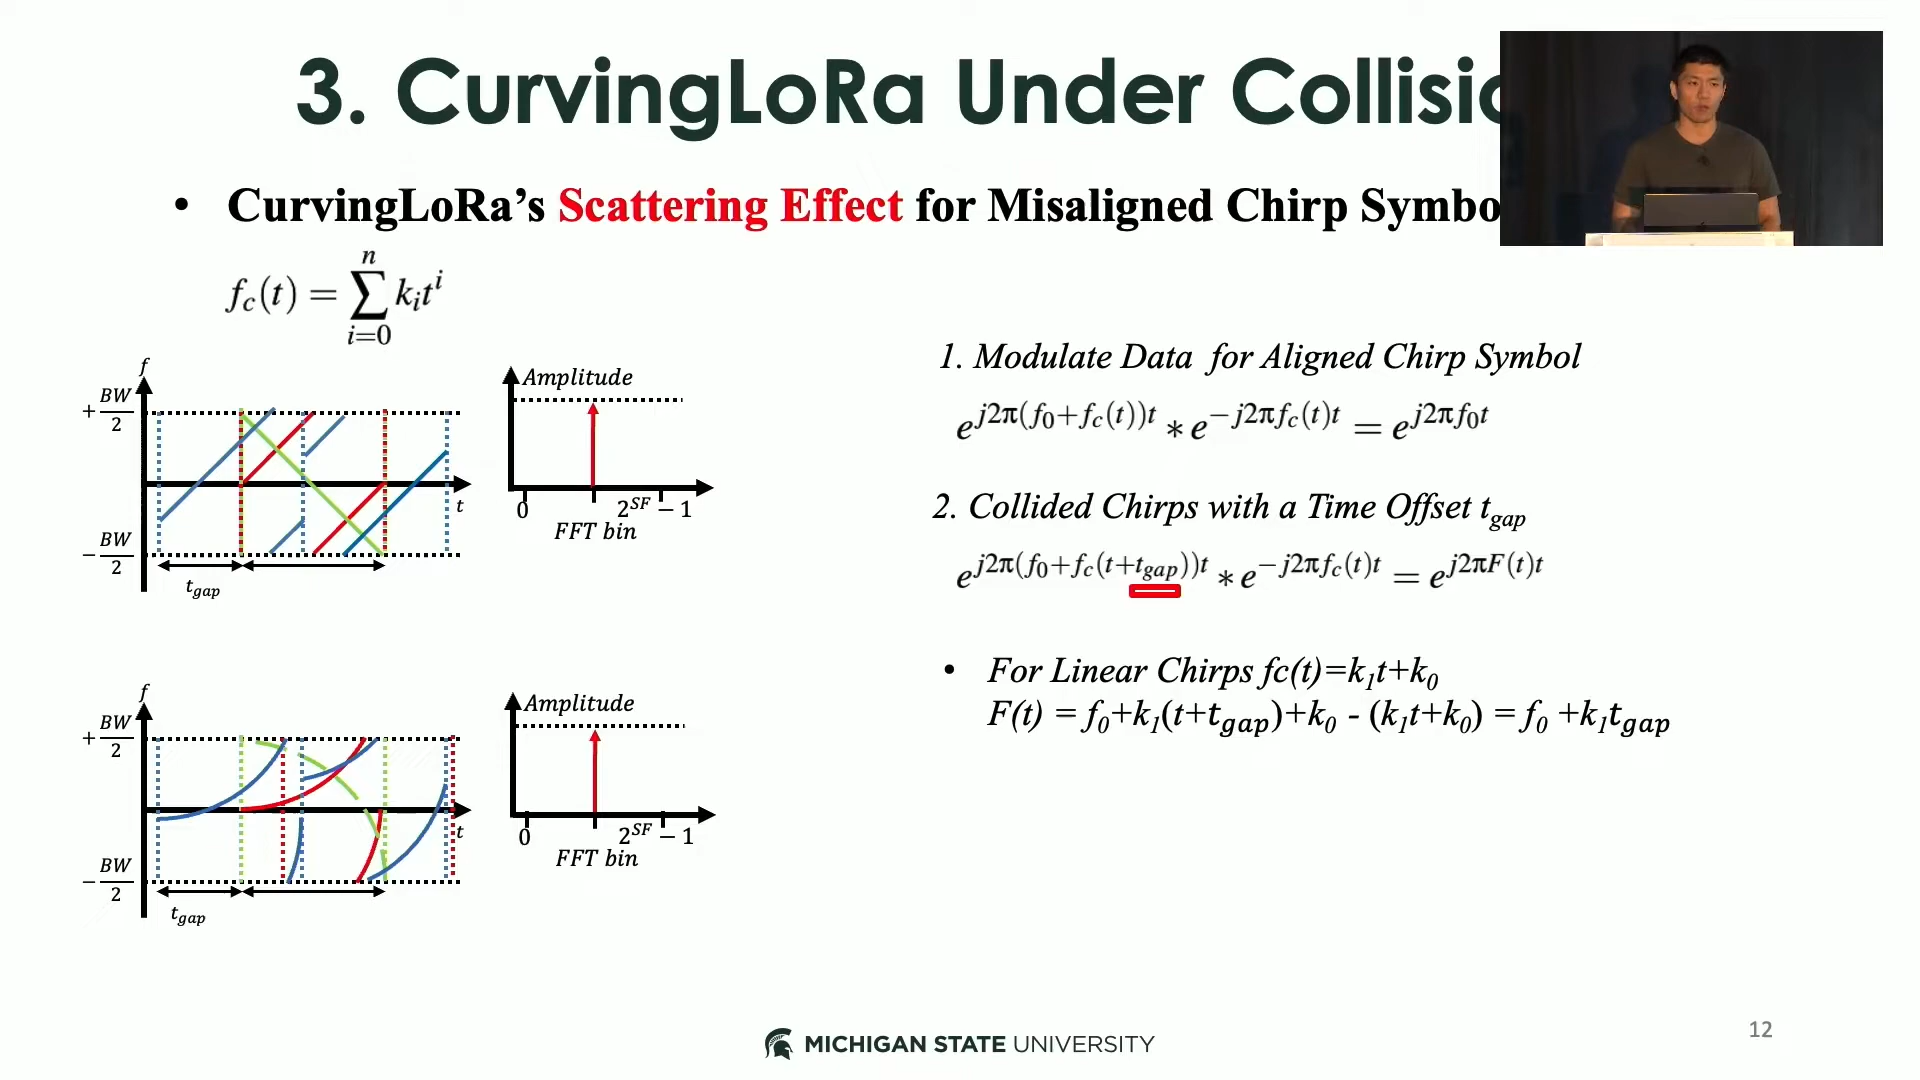 3. CurvingLoRa Under Collisio
• CurvingLoRa's Scattering Effect for Misaligned Chirp Symbo
f_c(t) = ∑_{i=0}^{n} k_i t^i
f
+BW/2
−BW/2
t
t_gap
Amplitude
0
2^SF − 1
FFT bin
f
+BW/2
−BW/2
t
t_gap
Amplitude
0
2^SF − 1
FFT bin
1. Modulate Data for Aligned Chirp Symbol
e^{j2π(f_0+f_c(t))t} * e^{−j2πf_c(t)t} = e^{j2πf_0t}
2. Collided Chirps with a Time Offset t_gap
e^{j2π(f_0+f_c(t+t_gap))t} * e^{−j2πf_c(t)t} = e^{j2πF(t)t}
• For Linear Chirps fc(t)=k_1t+k_0
F(t) = f_0+k_1(t+t_gap)+k_0 - (k_1t+k_0) = f_0 +k_1t_gap
MICHIGAN STATE UNIVERSITY
12